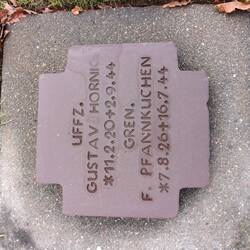 UFFZ.
GUSTAV HORNIG
*11.2.20+2.9.44
GREN.
F. PFANNKUCHEN
*7.8.26+16.7.44